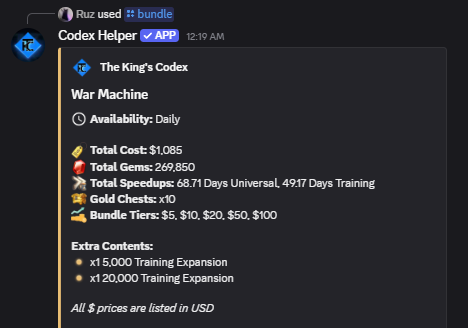 Ruz used bundle
Codex Helper ✓ APP 12:19 AM
The King's Codex
War Machine
Availability: Daily
Total Cost: $1,085
Total Gems: 269,850
Total Speedups: 68.71 Days Universal, 49.17 Days Training
Gold Chests: x10
Bundle Tiers: $5, $10, $20, $50, $100
Extra Contents:
x1 5,000 Training Expansion
x1 20,000 Training Expansion
All $ prices are listed in USD